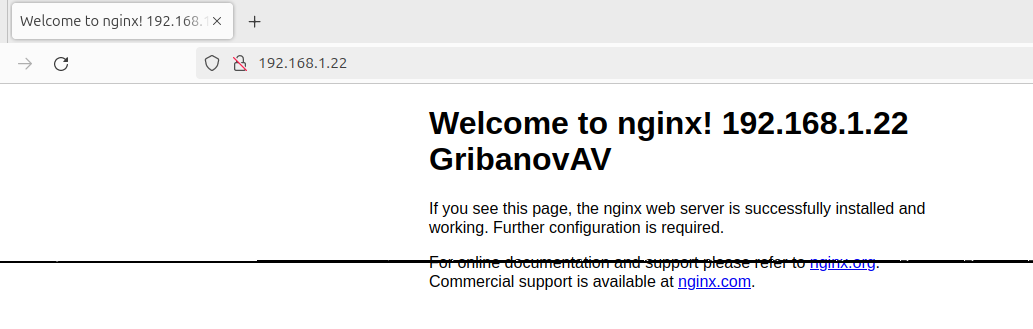 Welcome to nginx! 192.168.1
192.168.1.22
Welcome to nginx! 192.168.1.22
GribanovAV
If you see this page, the nginx web server is successfully installed and
working. Further configuration is required.
For online documentation and support please refer to nginx.org.
Commercial support is available at nginx.com.